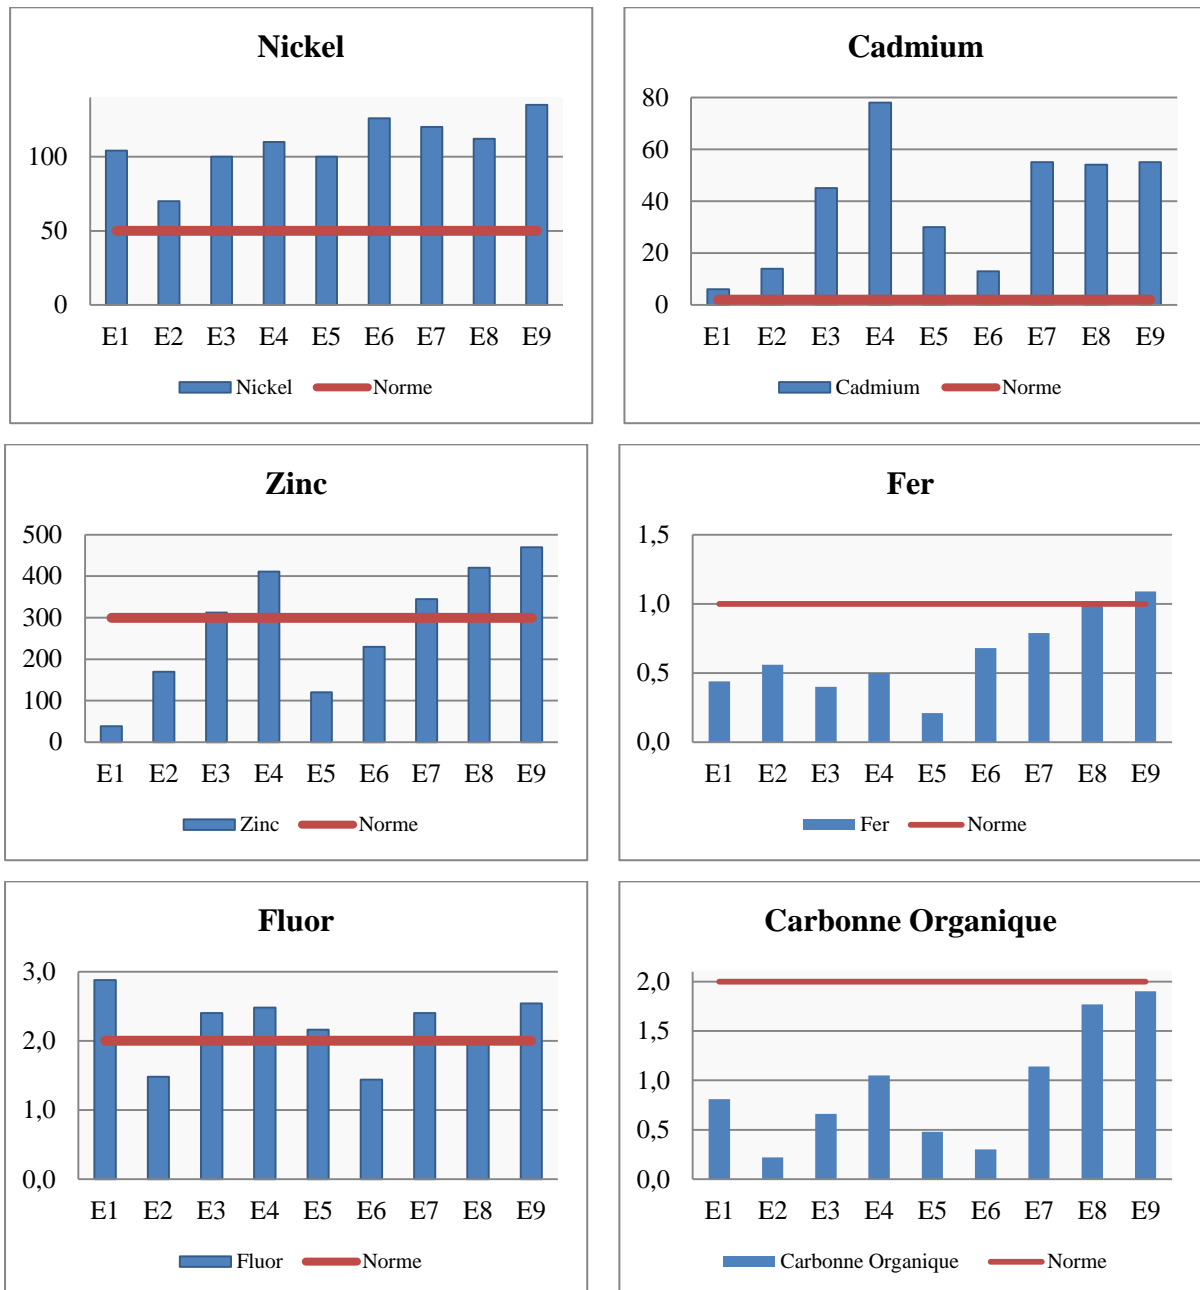 Nickel
100
50
0
E1 E2 E3 E4 E5 E6 E7 E8 E9
Nickel Norme
Cadmium
80
60
40
20
0
E1 E2 E3 E4 E5 E6 E7 E8 E9
Cadmium Norme
Zinc
500
400
300
200
100
0
E1 E2 E3 E4 E5 E6 E7 E8 E9
Zinc Norme
Fer
1,5
1,0
0,5
0,0
E1 E2 E3 E4 E5 E6 E7 E8 E9
Fer Norme
Fluor
3,0
2,0
1,0
0,0
E1 E2 E3 E4 E5 E6 E7 E8 E9
Fluor Norme
Carbonne Organique
2,0
1,5
1,0
0,5
0,0
E1 E2 E3 E4 E5 E6 E7 E8 E9
Carbonne Organique Norme